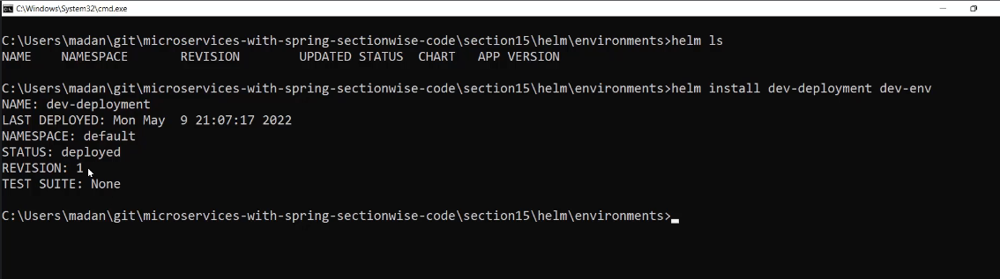 C:\Windows\System32\cmd.exe
C:\Users\madan\git\microservices-with-spring-sectionwise-code\section15\helm\environments>helm ls
NAME    NAMESPACE       REVISION        UPDATED STATUS  CHART   APP VERSION
C:\Users\madan\git\microservices-with-spring-sectionwise-code\section15\helm\environments>helm install dev-deployment dev-env
NAME: dev-deployment
LAST DEPLOYED: Mon May  9 21:07:17 2022
NAMESPACE: default
STATUS: deployed
REVISION: 1
TEST SUITE: None
C:\Users\madan\git\microservices-with-spring-sectionwise-code\section15\helm\environments>